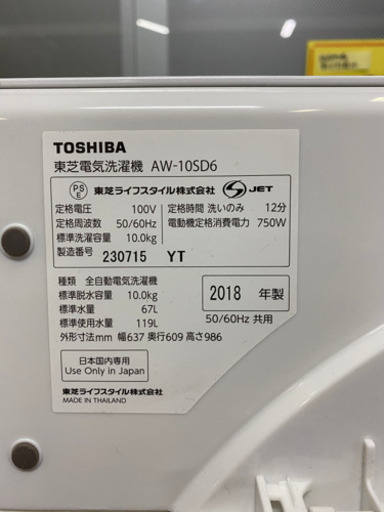 TOSHIBA
東芝電気洗濯機 AW-10SD6
PS E 東芝ライフスタイル株式会社 S JET
定格電圧 100V 定格時間 洗いのみ 12分
定格周波数 50/60Hz 電動機定格消費電力 750W
標準洗濯容量 10.0kg
製造番号 230715 YT
種類 全自動電気洗濯機
標準脱水容量 10.0kg 2018 年製
標準水量 67L
標準使用水量 119L 50/60Hz 共用
外形寸法mm 幅637 奥行609 高さ986
日本国内専用
Use Only in Japan
東芝ライフスタイル株式会社
MADE IN THAILAND